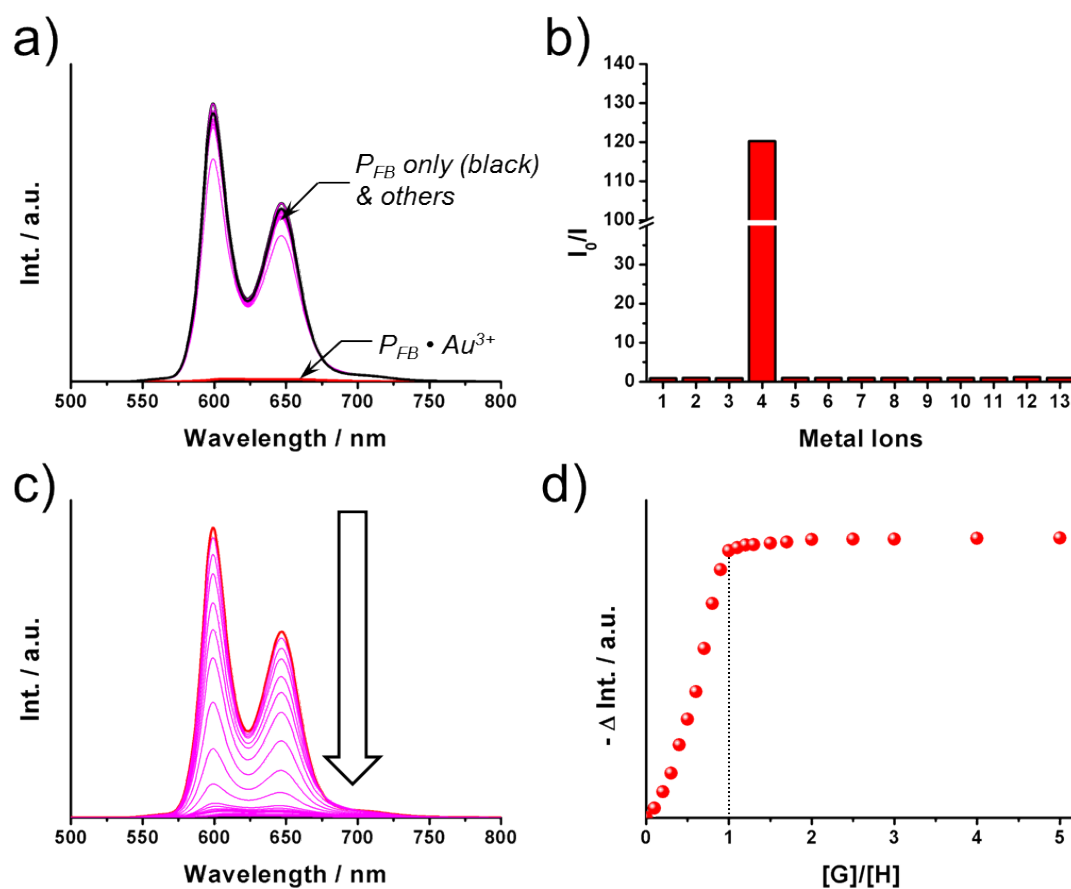 a)
Int. / a.u.
P_FB only (black)
& others
P_FB • Au³⁺
500 550 600 650 700 750 800
Wavelength / nm
b)
I₀/I
140
130
120
110
100
40
30
20
10
0
1 2 3 4 5 6 7 8 9 10 11 12 13
Metal Ions
c)
Int. / a.u.
500 550 600 650 700 750 800
Wavelength / nm
d)
- Δ Int. / a.u.
0 1 2 3 4 5
[G]/[H]